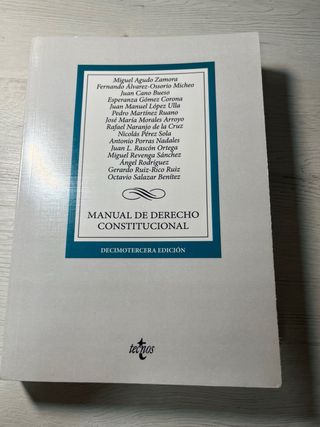 Miguel Agudo Zamora
Fernando Álvarez-Ossorio Micheo
Juan Cano Bueso
Esperanza Gómez Corona
Juan Manuel López Ulla
Pedro Martínez Ruano
José María Morales Arroyo
Rafael Naranjo de la Cruz
Nicolás Pérez Sola
Antonio Porras Nadales
Juan L. Rascón Ortega
Miguel Revenga Sánchez
Ángel Rodríguez
Gerardo Ruiz-Rico Ruiz
Octavio Salazar Benítez
MANUAL DE DERECHO
CONSTITUCIONAL
DECIMOTERCERA EDICIÓN
tecnos